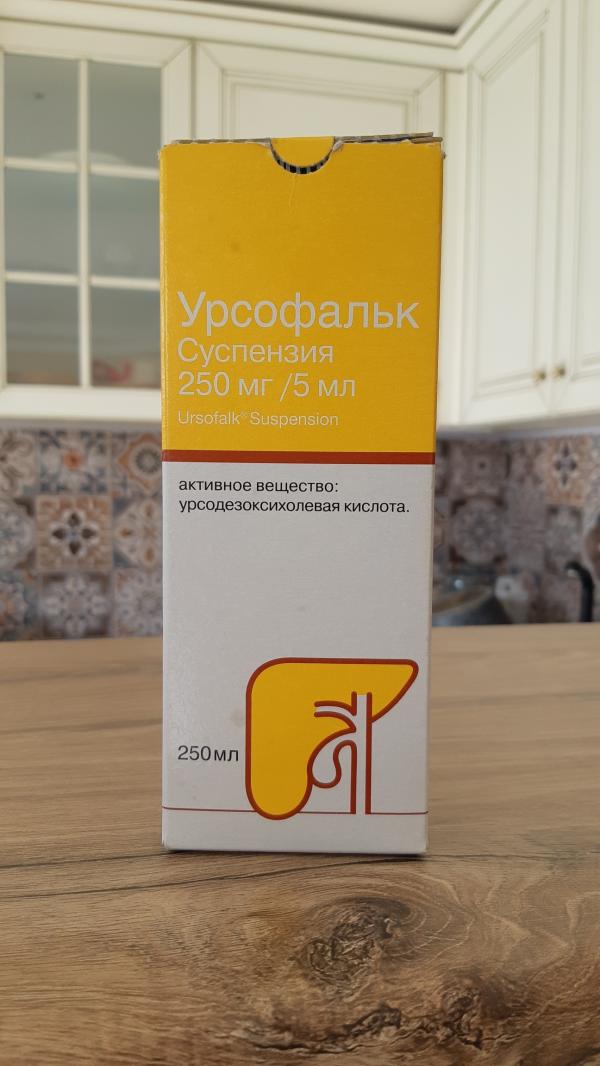 Урсофальк
Суспензия
250 мг /5 мл
Ursofalk® Suspension
активное вещество:
урсодезоксихолевая кислота.
250мл